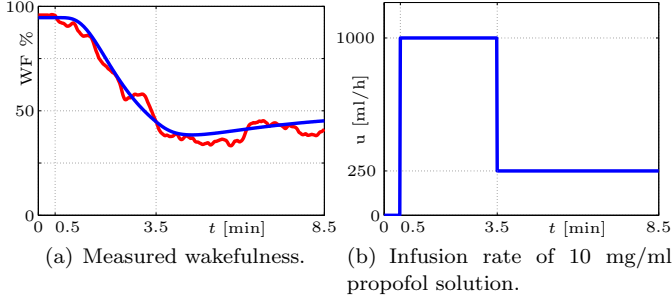 100
WF %
50
0
0 0.5 3.5 t [min] 8.5
(a) Measured wakefulness.
1000
u [ml/h]
250
0
0 0.5 3.5 t [min] 8.5
(b) Infusion rate of 10 mg/ml
propofol solution.